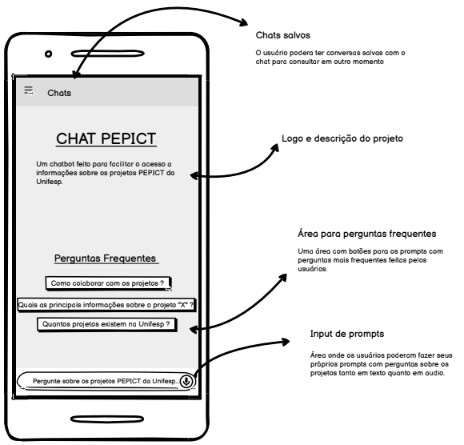 Chats salvos
O usuário podera ter conversas salvas com o
chat para consultar em outro momento
Chats
CHAT PEPICT
Um chatbot feito para facilitar o acesso a
informações sobre os projetos PEPICT da
Unifesp.
Logo e descrição do projeto
Perguntas Frequentes
Como colaborar com os projetos ?
Quais as principais informações sobre o projeto "X" ?
Quantos projetos existem na Unifesp ?
Área para perguntas frequentes
Uma área com botões para os prompts com
perguntas mais frequentes feitas pelos
usuários.
Pergunte sobre os projetos PEPICT da Unifesp...
Input de prompts
Área onde os usuários poderam fazer seus
próprios prompts com perguntas sobre os
projetos tanto em texto quanto em audio.